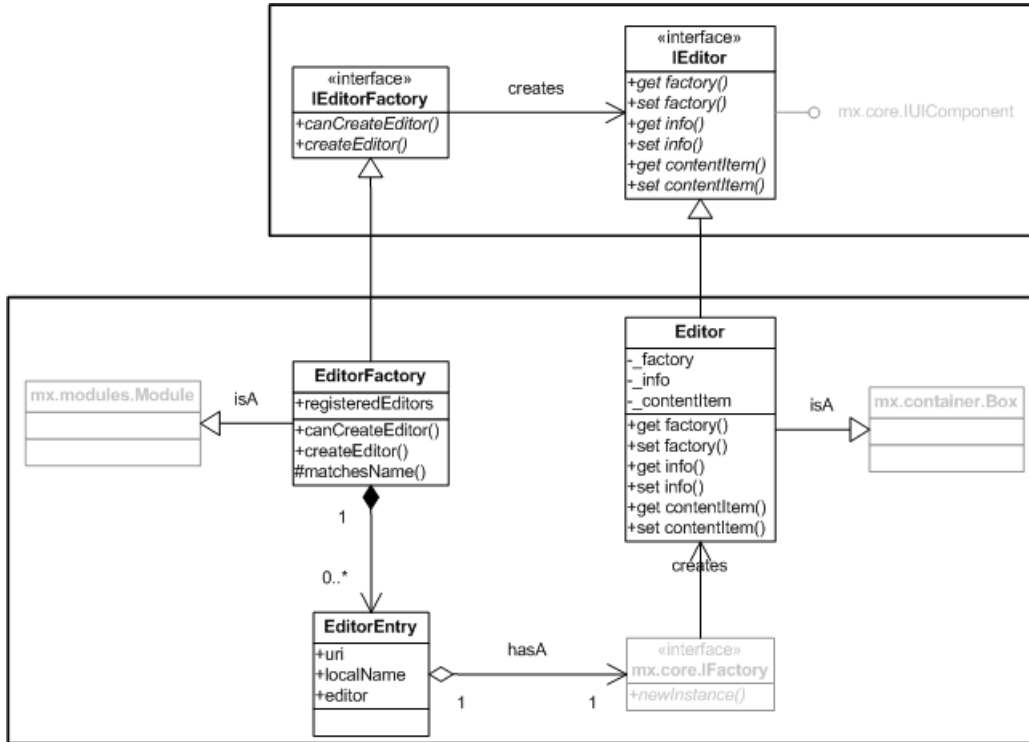 «interface»
IEditor
+get factory()
+set factory()
+get info()
+set info()
+get contentItem()
+set contentItem()
«interface»
IEditorFactory
+canCreateEditor()
+createEditor()
creates
mx.core.IUIComponent
Editor
-_factory
-_info
-_contentItem
+get factory()
+set factory()
+get info()
+set info()
+get contentItem()
+set contentItem()
mx.modules.Module
isA
EditorFactory
+registeredEditors
+canCreateEditor()
+createEditor()
#matchesName()
isA
mx.container.Box
1
0..*
creates
EditorEntry
+uri
+localName
+editor
hasA
1
1
«interface»
mx.core.IFactory
+newInstance()